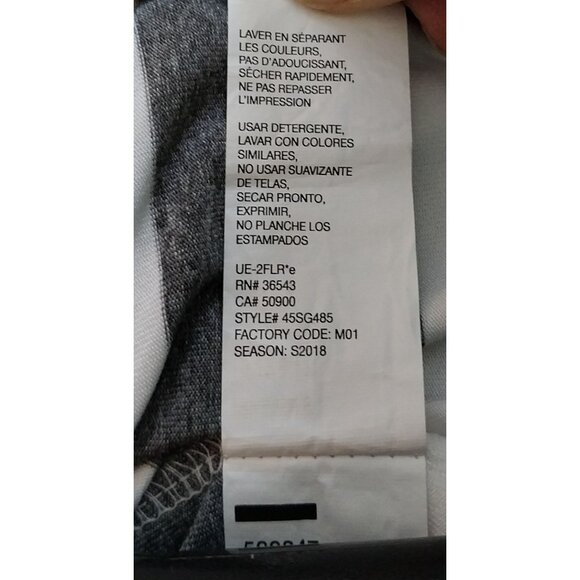 LAVER EN SÉPARANT
LES COULEURS,
PAS D'ADOUCISSANT,
SÉCHER RAPIDEMENT,
NE PAS REPASSER
L'IMPRESSION
USAR DETERGENTE,
LAVAR CON COLORES
SIMILARES,
NO USAR SUAVIZANTE
DE TELAS,
SECAR PRONTO,
EXPRIMIR,
NO PLANCHE LOS
ESTAMPADOS
UE-2FLR*e
RN# 36543
CA# 50900
STYLE# 45SG485
FACTORY CODE: M01
SEASON: S2018